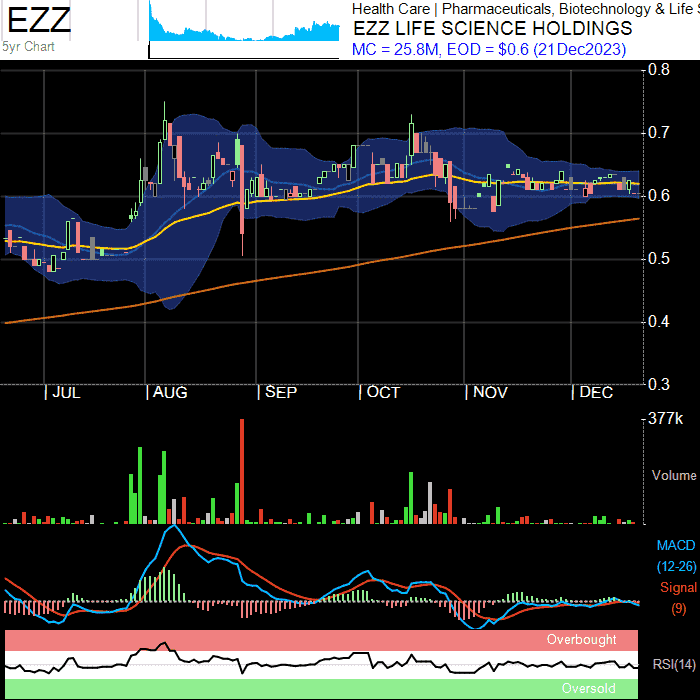 EZZ
5yr Chart
Health Care | Pharmaceuticals, Biotechnology & Life S
EZZ LIFE SCIENCE HOLDINGS
MC = 25.8M, EOD = $0.6 (21Dec2023)
0.8
0.7
0.6
0.5
0.4
0.3
| JUL | AUG | SEP | OCT | NOV | DEC
377k
Volume
MACD
(12-26)
Signal
(9)
Overbought
RSI(14)
Oversold